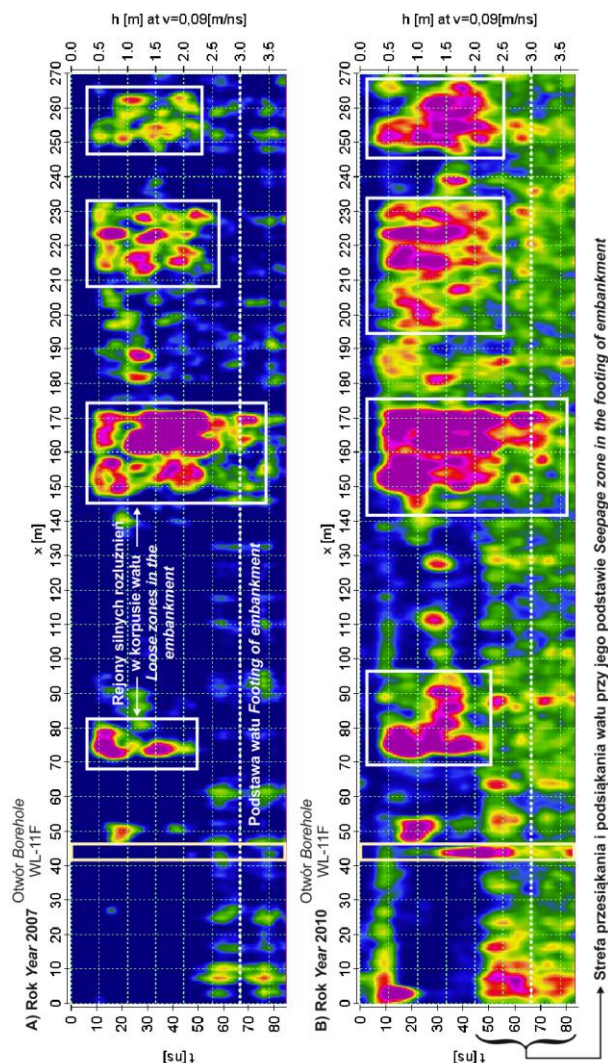 A) Rok Year 2007
Otwór Borehole
WL-11F
h [m] at v=0,09[m/ns]
0.0 0.5 1.0 1.5 2.0 2.5 3.0 3.5
0 10 20 30 40 50 60 70 80 90 100 110 120 130 140 150 160 170 180 190 200 210 220 230 240 250 260 270
x [m]
0 10 20 30 40 50 60 70 80
t [ns]
Rejony silnych rozluźnień
w korpusie wału
Loose zones in the
embankment
Podstawa wału Footing of embankment
B) Rok Year 2010
Otwór Borehole
WL-11F
h [m] at v=0,09[m/ns]
0.0 0.5 1.0 1.5 2.0 2.5 3.0 3.5
0 10 20 30 40 50 60 70 80 90 100 110 120 130 140 150 160 170 180 190 200 210 220 230 240 250 260 270
x [m]
0 10 20 30 40 50 60 70 80
t [ns]
Strefa przesiąkania i podsiąkania wału przy jego podstawie Seepage zone in the footing of embankment